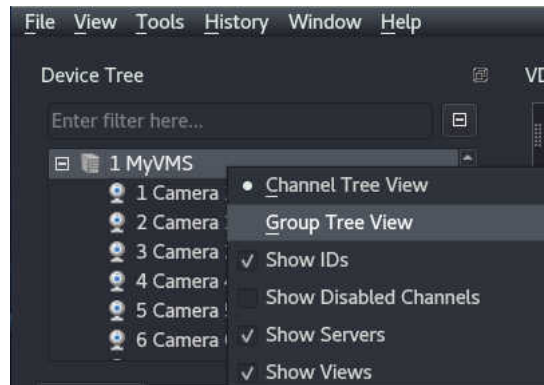 File View Tools History Window Help
Device Tree
Enter filter here...
1 MyVMS
1 Camera
2 Camera
3 Camera
4 Camera
5 Camera
6 Camera
Channel Tree View
Group Tree View
Show IDs
Show Disabled Channels
Show Servers
Show Views